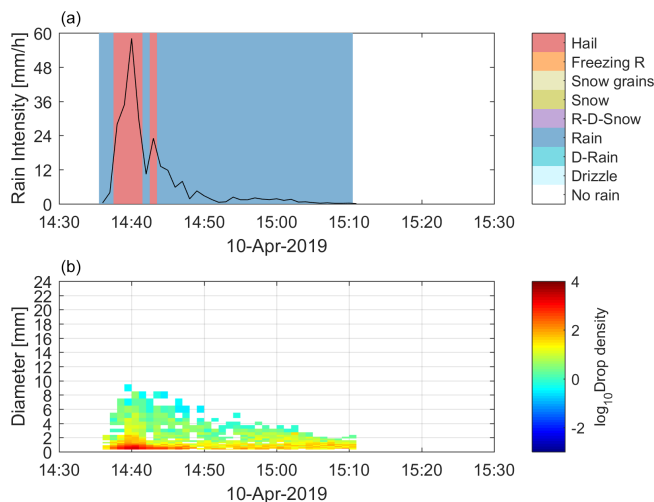 (a)
Rain Intensity [mm/h]
60
48
36
24
12
0
14:30
14:40
14:50
15:00
15:10
15:20
15:30
10-Apr-2019
Hail
Freezing R
Snow grains
Snow
R-D-Snow
Rain
D-Rain
Drizzle
No rain
(b)
Diameter [mm]
24
22
20
18
16
14
12
10
8
6
4
2
0
14:30
14:40
14:50
15:00
15:10
15:20
15:30
10-Apr-2019
4
2
0
-2
log10Drop density